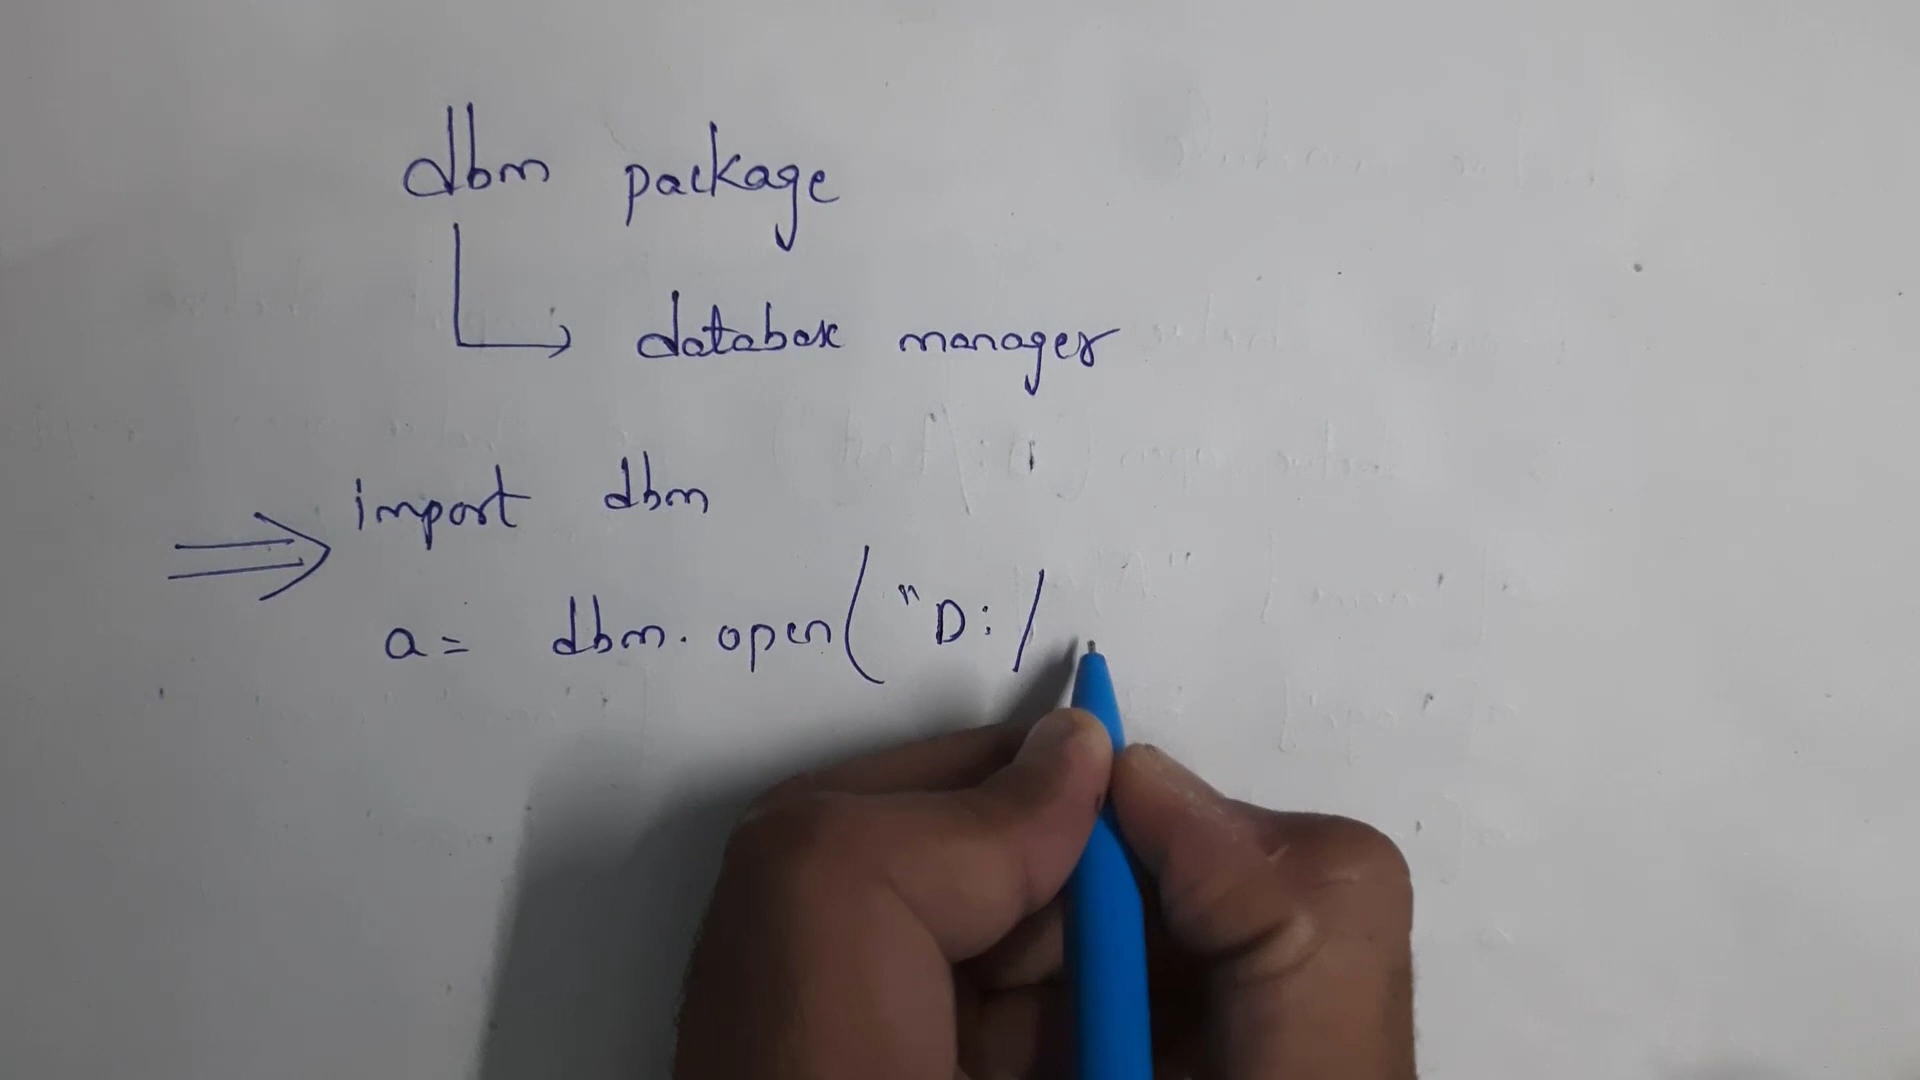 dbm package
database manager
import dbm
a= dbm.open("D:/